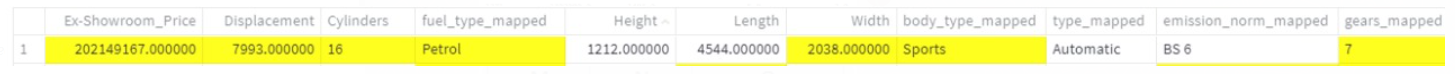 Ex-Showroom_Price Displacement Cylinders fuel_type_mapped Height Length Width body_type_mapped type_mapped emission_norm_mapped gears_mapped
1 202149167.000000 7993.000000 16 Petrol 1212.000000 4544.000000 2038.000000 Sports Automatic BS 6 7